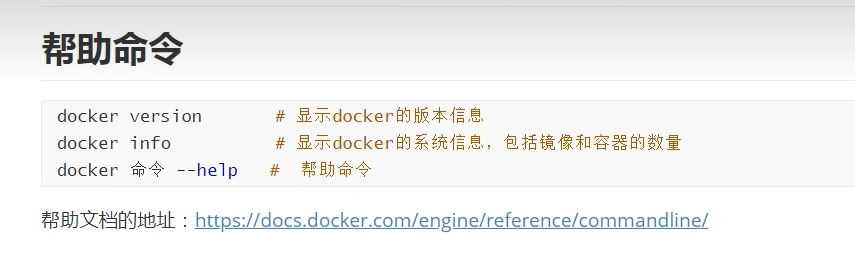 帮助命令
docker version # 显示docker的版本信息
docker info # 显示docker的系统信息，包括镜像和容器的数量
docker 命令 --help # 帮助命令
帮助文档的地址：https://docs.docker.com/engine/reference/commandline/